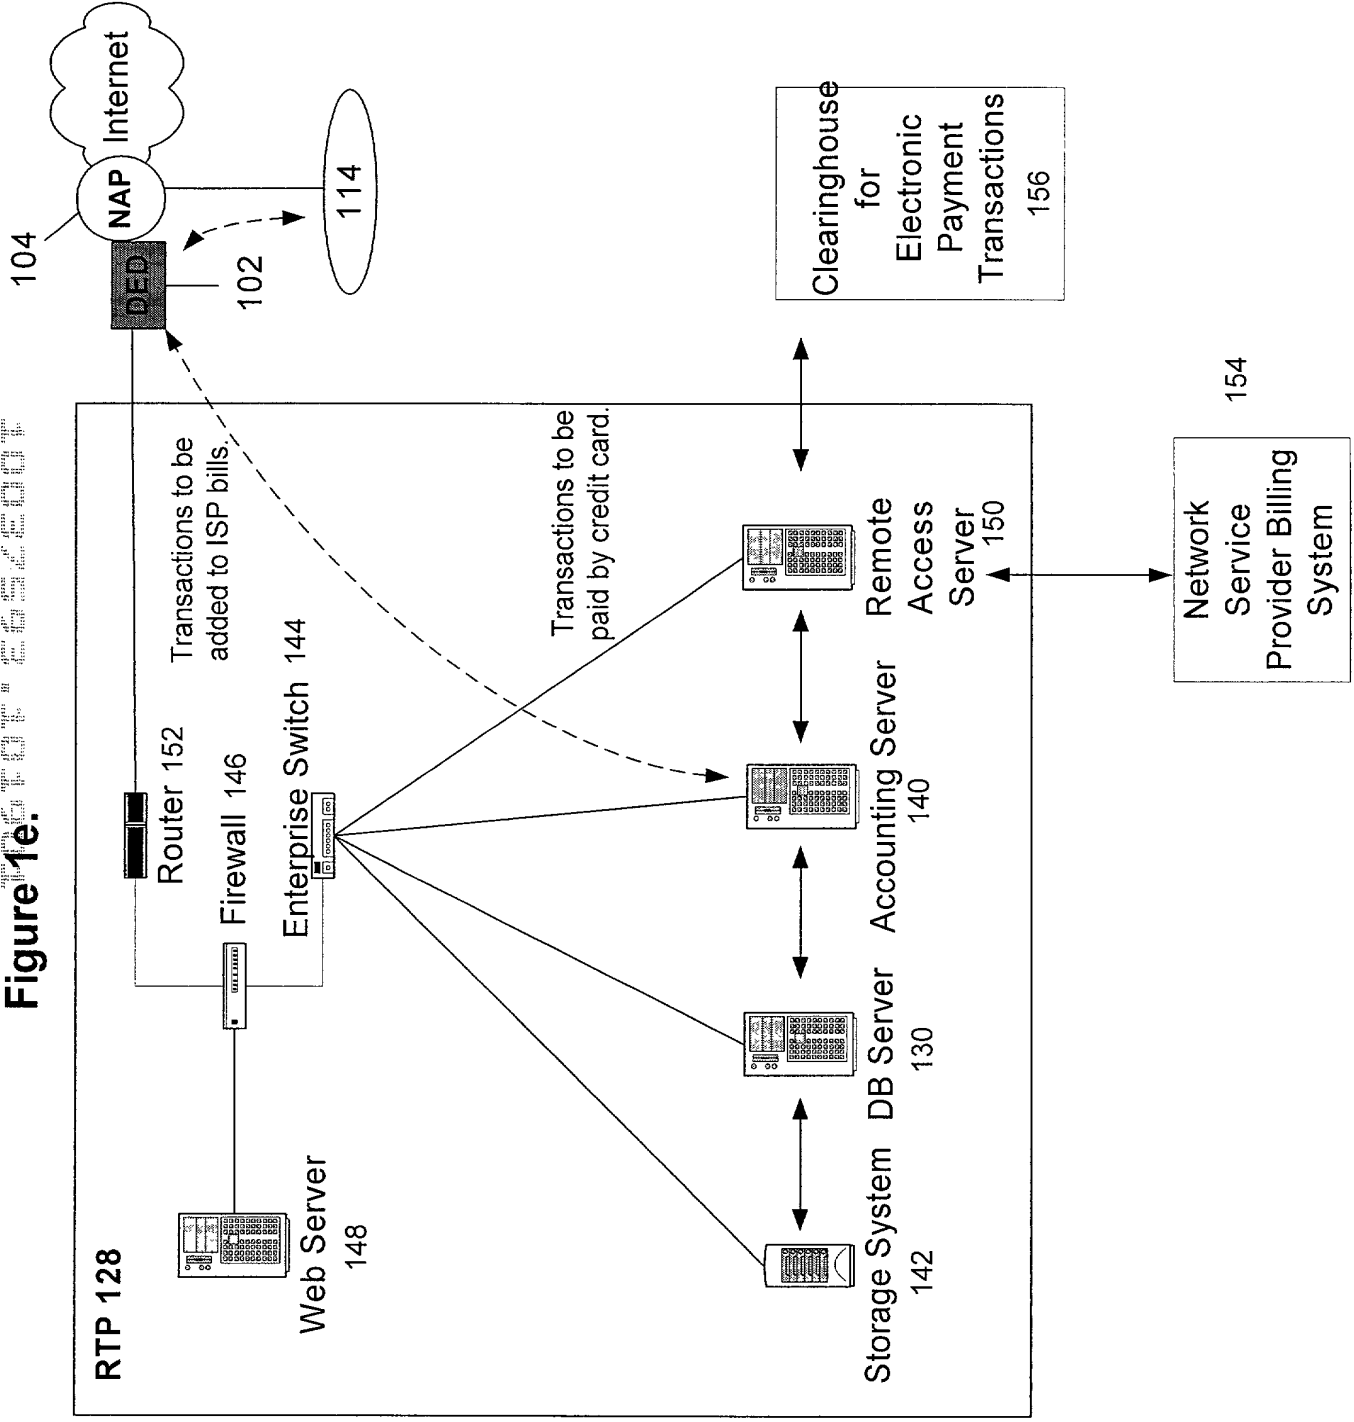 Figure 1e.
RTP 128
Web Server
148
Router 152
Firewall 146
Enterprise Switch 144
Transactions to be
added to ISP bills.
Transactions to be
paid by credit card.
104
NAP
Internet
DED
102
114
Storage System
142
DB Server
130
Accounting Server
140
Remote
Access
Server
150
Clearinghouse
for
Electronic
Payment
Transactions
156
154
Network
Service
Provider Billing
System